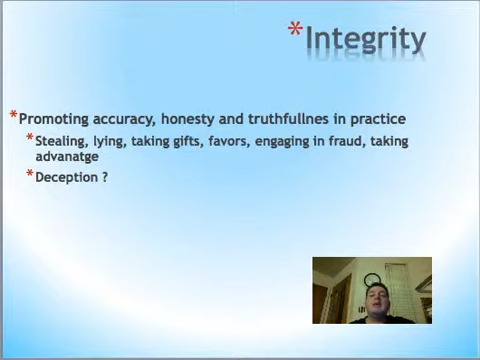 *Integrity
*Promoting accuracy, honesty and truthfullnes in practice
*Stealing, lying, taking gifts, favors, engaging in fraud, taking
advanatge
*Deception ?